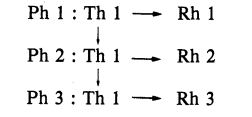 Ph 1 : Th 1 → Rh 1
↓
Ph 2 : Th 1 → Rh 2
↓
Ph 3 : Th 1 → Rh 3